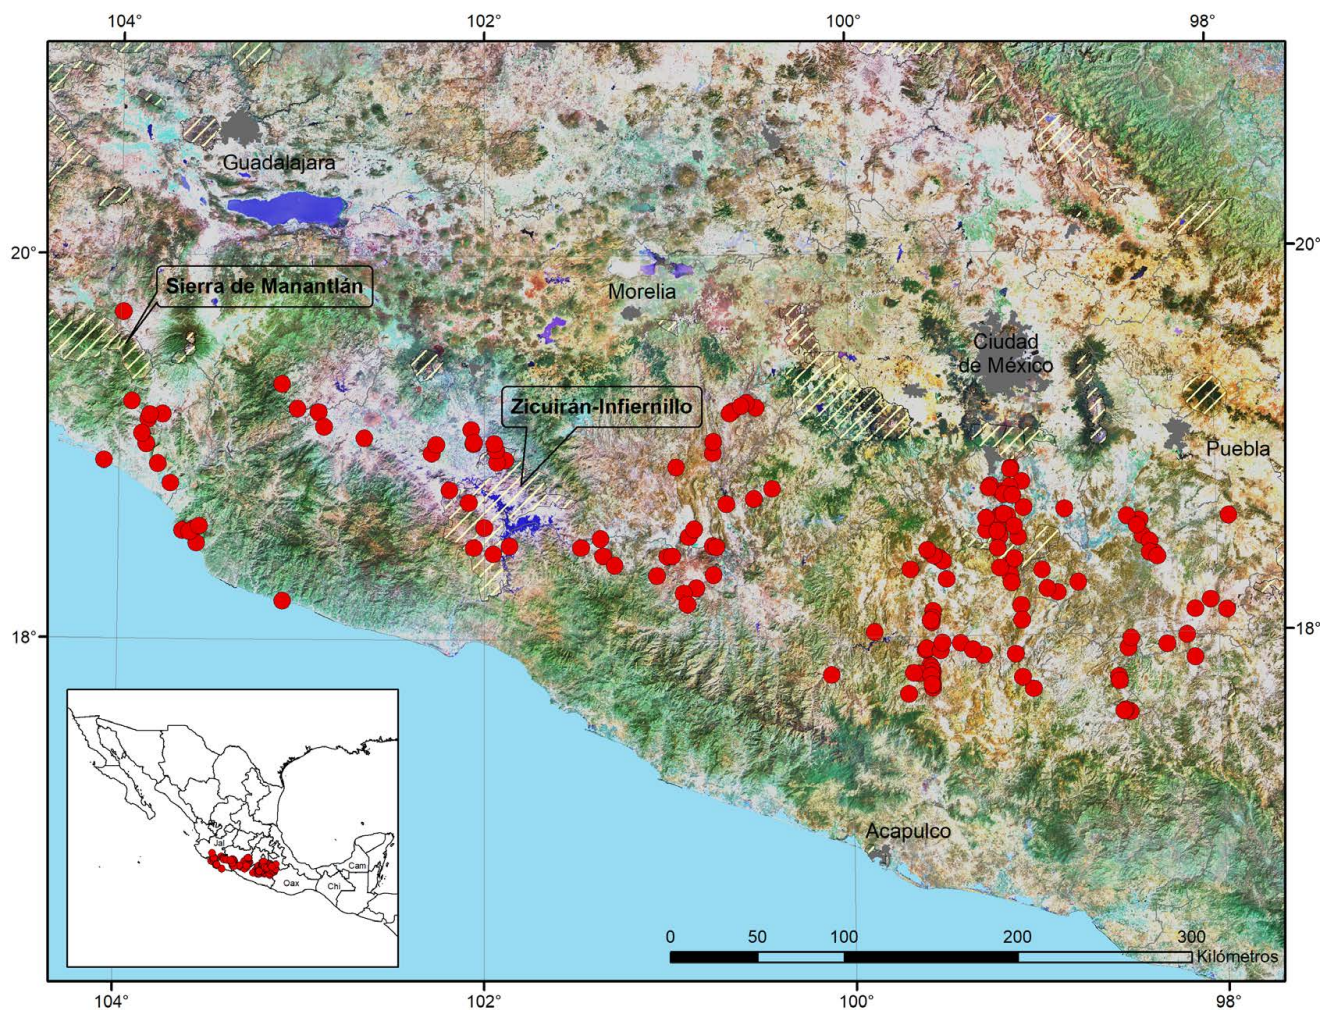 104°
102°
100°
98°
Guadalajara
20°
20°
Sierra de Manantlán
Morelia
Ciudad
de México
Zicuirán-Infiernillo
Puebla
18°
18°
Acapulco
Jal
Cam
Oax
Chi
0
50
100
200
300
Kilómetros
104°
102°
100°
98°